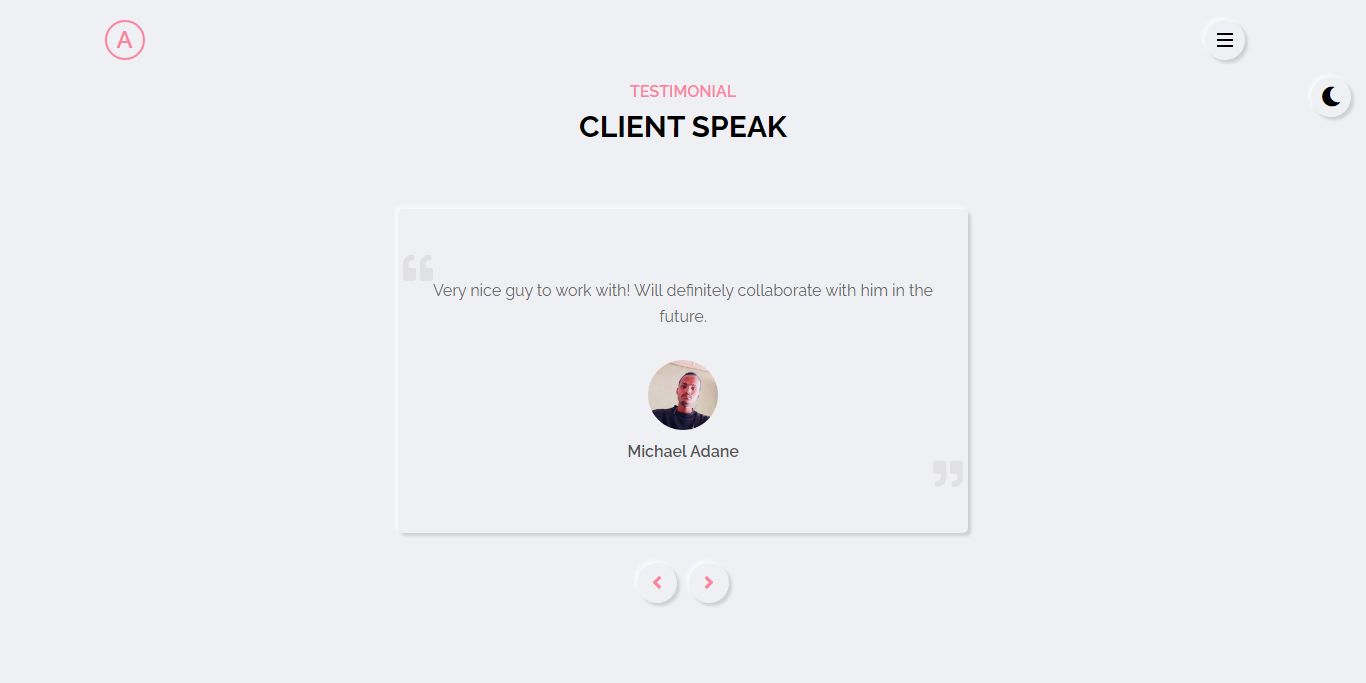 A
TESTIMONIAL
CLIENT SPEAK
“
Very nice guy to work with! Will definitely collaborate with him in the
future.
Michael Adane
”